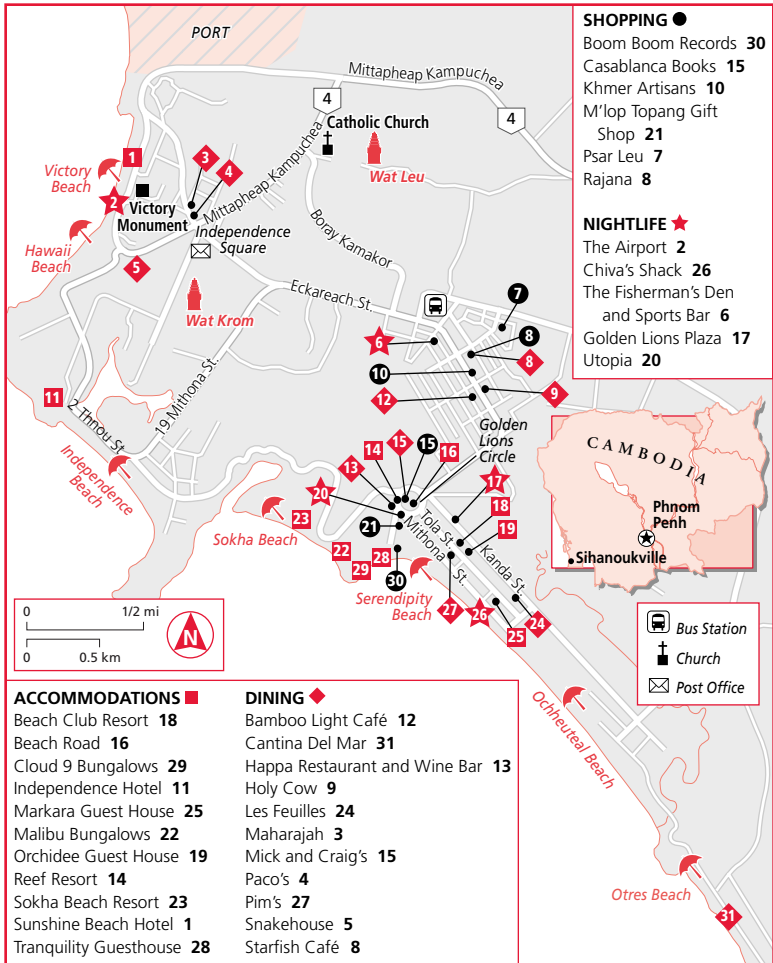 PORT
Mittapheap Kampuchea
4
4
Catholic Church
Wat Leu
1
3
4
Victory
Beach
2
Victory
Monument
Mittapheap Kampuchea
Independence
Square
Boray Kamakor
Hawaii
Beach
5
Wat Krom
Eckareach St.
7
6
8
8
10
12
9
11
2 Thnou St.
19 Mithona St.
Golden
Lions
Circle
14
15
15
16
13
17
Independence
Beach
20
18
23
Sokha Beach
21
Tola St.
Mithona St.
Kanda St.
19
22
28
29
30
Serendipity
Beach
27
26
25
24
Ochheuteal Beach
Otres Beach
31
SHOPPING
Boom Boom Records 30
Casablanca Books 15
Khmer Artisans 10
M'lop Topang Gift
Shop 21
Psar Leu 7
Rajana 8
NIGHTLIFE
The Airport 2
Chiva's Shack 26
The Fisherman's Den
and Sports Bar 6
Golden Lions Plaza 17
Utopia 20
CAMBODIA
Phnom
Penh
Sihanoukville
Bus Station
Church
Post Office
0 1/2 mi
0 0.5 km
N
ACCOMMODATIONS
Beach Club Resort 18
Beach Road 16
Cloud 9 Bungalows 29
Independence Hotel 11
Markara Guest House 25
Malibu Bungalows 22
Orchidee Guest House 19
Reef Resort 14
Sokha Beach Resort 23
Sunshine Beach Hotel 1
Tranquility Guesthouse 28
DINING
Bamboo Light Café 12
Cantina Del Mar 31
Happa Restaurant and Wine Bar 13
Holy Cow 9
Les Feuilles 24
Maharajah 3
Mick and Craig's 15
Paco's 4
Pim's 27
Snakehouse 5
Starfish Café 8